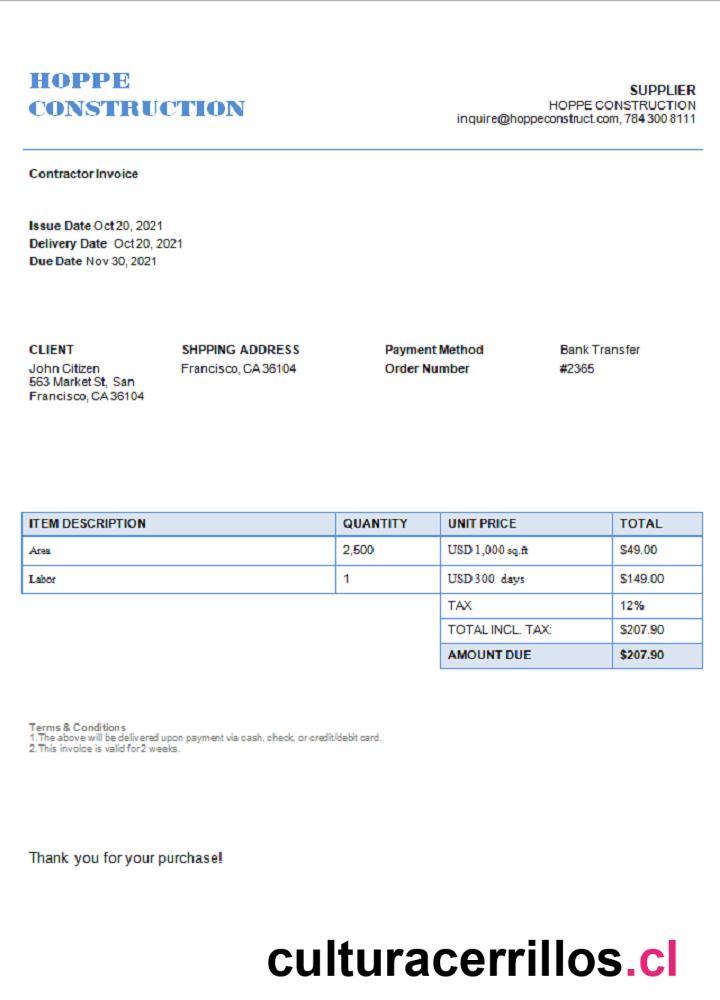 HOPPE
CONSTRUCTION
SUPPLIER
HOPPE CONSTRUCTION
inquire@hoppeconstruct.com, 784 300 8111
Contractor Invoice
Issue Date Oct 20, 2021
Delivery Date Oct 20, 2021
Due Date Nov 30, 2021
CLIENT SHPPING ADDRESS Payment Method Bank Transfer
John Citizen Francisco, CA 36104 Order Number #2365
563 Market St, San
Francisco, CA 36104
ITEM DESCRIPTION QUANTITY UNIT PRICE TOTAL
Area 2,500 USD 1,000 sq.ft $49.00
Labor 1 USD 300 days $149.00
TAX 12%
TOTAL INCL. TAX: $207.90
AMOUNT DUE $207.90
Terms & Conditions
1. The above will be delivered upon payment via cash, check, or credit/debit card.
2. This invoice is valid for 2 weeks.
Thank you for your purchase!
culturacerrillos.cl